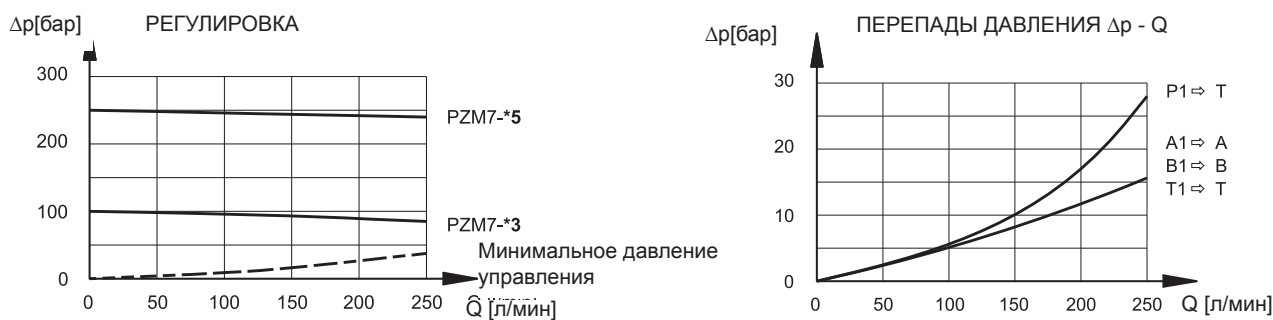 Δp[бар] РЕГУЛИРОВКА
300
200
100
0
0 50 100 150 200 250
Q [л/мин]
PZM7-*5
PZM7-*3
Минимальное давление
управления
Δp[бар] ПЕРЕПАДЫ ДАВЛЕНИЯ Δp - Q
30
20
10
0
0 50 100 150 200 250 Q [л/мин]
P1⇨ T
A1⇨ A
B1⇨ B
T1⇨ T